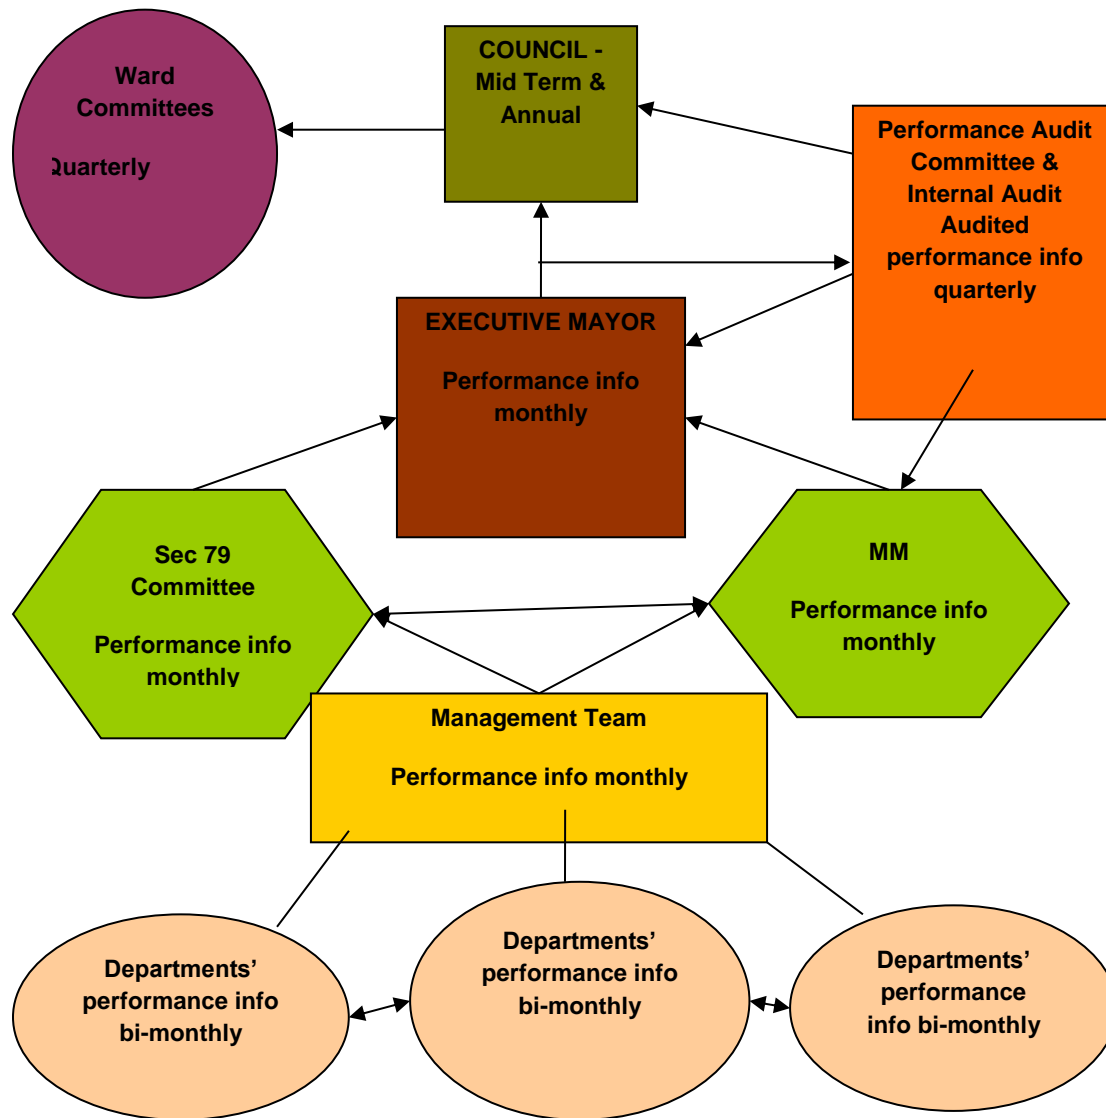 Ward
Committees
Quarterly
COUNCIL -
Mid Term &
Annual
Performance Audit
Committee &
Internal Audit
Audited
performance info
quarterly
EXECUTIVE MAYOR
Performance info
monthly
Sec 79
Committee
Performance info
monthly
MM
Performance info
monthly
Management Team
Performance info monthly
Departments’
performance info
bi-monthly
Departments’
performance info
bi-monthly
Departments’
performance
info bi-monthly